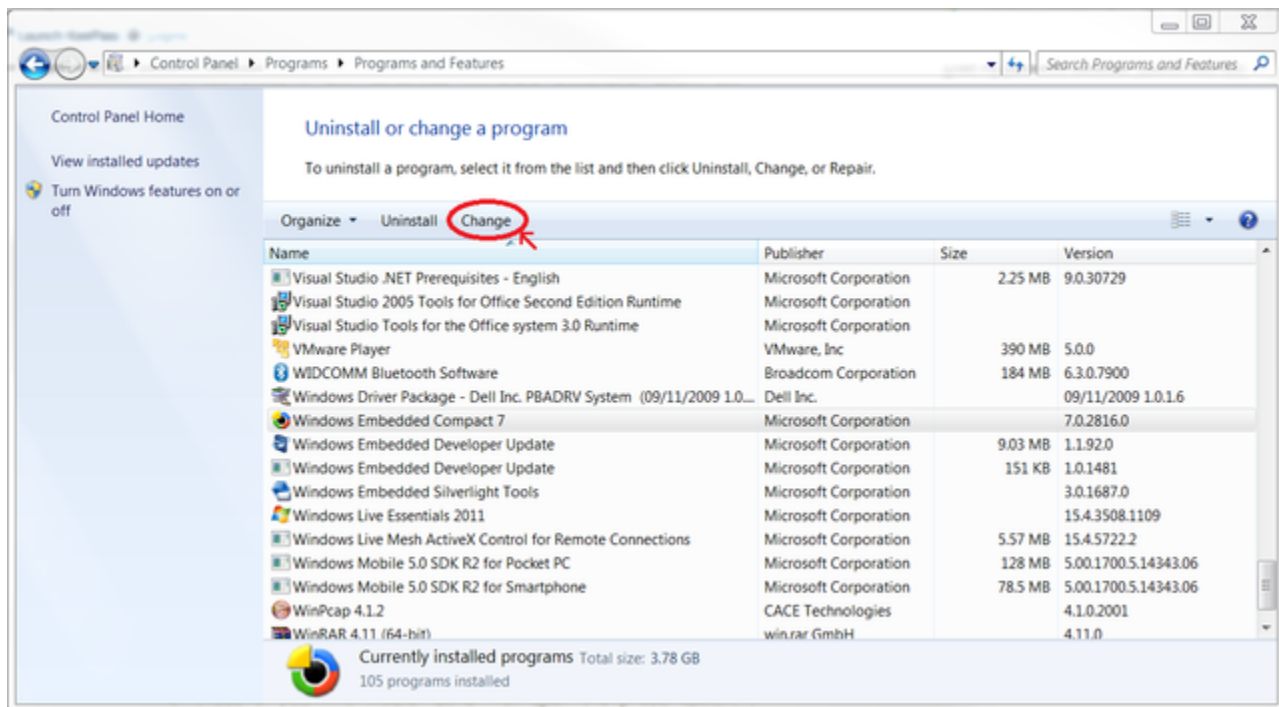 Control Panel ▸ Programs ▸ Programs and Features
Search Programs and Features
Control Panel Home
View installed updates
Turn Windows features on or
off
Uninstall or change a program
To uninstall a program, select it from the list and then click Uninstall, Change, or Repair.
Organize Uninstall Change
Name Publisher Size Version
Visual Studio .NET Prerequisites - English Microsoft Corporation 2.25 MB 9.0.30729
Visual Studio 2005 Tools for Office Second Edition Runtime Microsoft Corporation
Visual Studio Tools for the Office system 3.0 Runtime Microsoft Corporation
VMware Player VMware, Inc 390 MB 5.0.0
WIDCOMM Bluetooth Software Broadcom Corporation 184 MB 6.3.0.7900
Windows Driver Package - Dell Inc. PBADRV System (09/11/2009 1.0.... Dell Inc. 09/11/2009 1.0.1.6
Windows Embedded Compact 7 Microsoft Corporation 7.0.2816.0
Windows Embedded Developer Update Microsoft Corporation 9.03 MB 1.1.92.0
Windows Embedded Developer Update Microsoft Corporation 151 KB 1.0.1481
Windows Embedded Silverlight Tools Microsoft Corporation 3.0.1687.0
Windows Live Essentials 2011 Microsoft Corporation 15.4.3508.1109
Windows Live Mesh ActiveX Control for Remote Connections Microsoft Corporation 5.57 MB 15.4.5722.2
Windows Mobile 5.0 SDK R2 for Pocket PC Microsoft Corporation 128 MB 5.00.1700.5.14343.06
Windows Mobile 5.0 SDK R2 for Smartphone Microsoft Corporation 78.5 MB 5.00.1700.5.14343.06
WinPcap 4.1.2 CACE Technologies 4.1.0.2001
WinRAR 4.11 (64-bit) win.rar GmbH 4.11.0
Currently installed programs Total size: 3.78 GB
105 programs installed